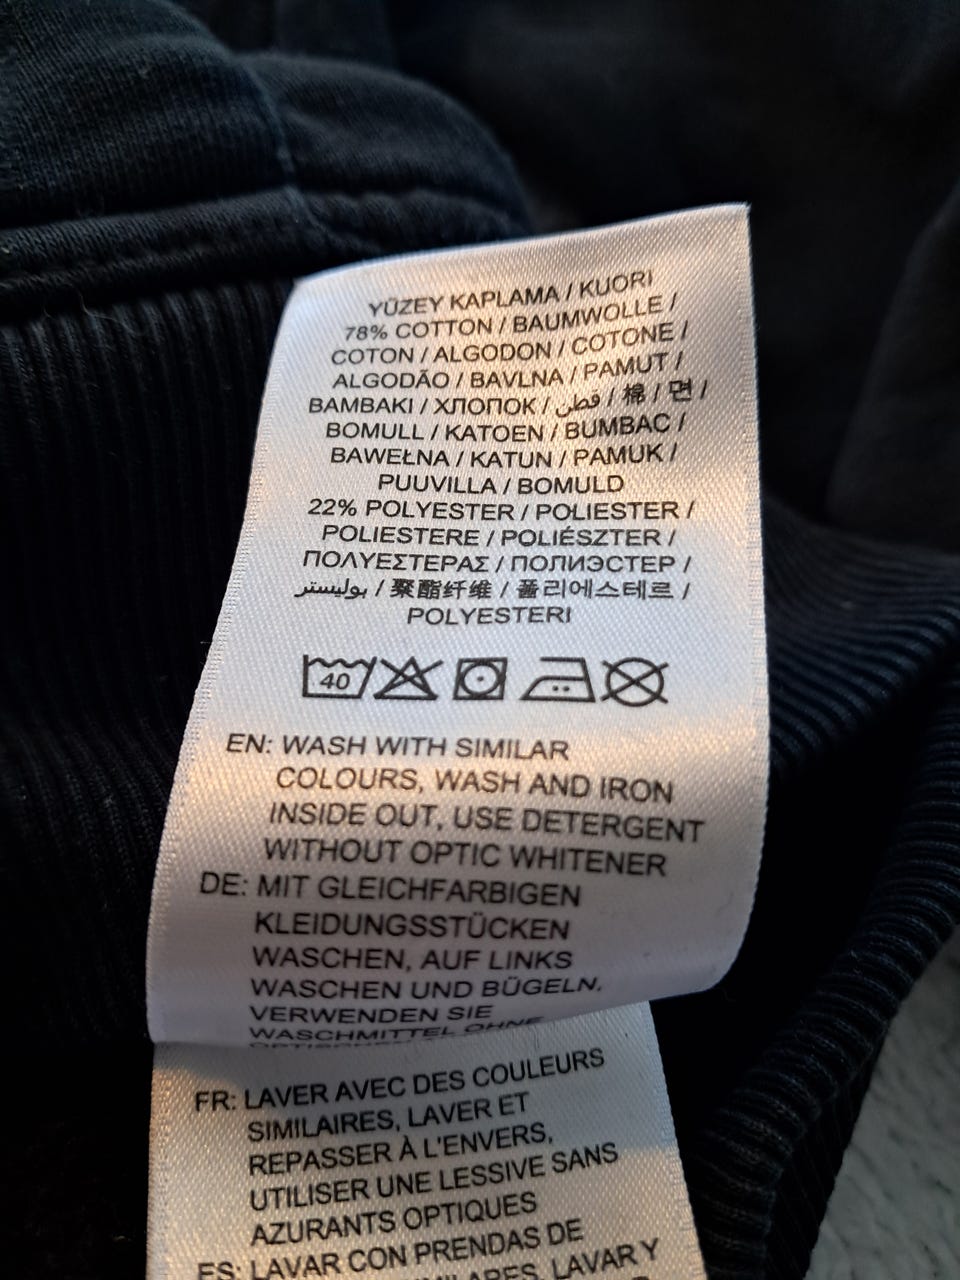 YÜZEY KAPLAMA / KUORI
78% COTTON / BAUMWOLLE /
COTON / ALGODON / COTONE /
ALGODÃO / BAVLNA / PAMUT /
BAMBAKI / ХЛОПОК / قطن / 棉 / 면 /
BOMULL / KATOEN / BUMBAC /
BAWEŁNA / KATUN / PAMUK /
PUUVILLA / BOMULD
22% POLYESTER / POLIESTER /
POLIESTERE / POLIÉSZTER /
ΠΟΛΥΕΣΤΕΡΑΣ / ПОЛИЭСТЕР /
بوليستر / 聚酯纤维 / 폴리에스테르 /
POLYESTERI
40
EN: WASH WITH SIMILAR
COLOURS, WASH AND IRON
INSIDE OUT, USE DETERGENT
WITHOUT OPTIC WHITENER
DE: MIT GLEICHFARBIGEN
KLEIDUNGSSTÜCKEN
WASCHEN, AUF LINKS
WASCHEN UND BÜGELN,
VERWENDEN SIE
WASCHMITTEL OHNE
FR: LAVER AVEC DES COULEURS
SIMILAIRES, LAVER ET
REPASSER À L'ENVERS,
UTILISER UNE LESSIVE SANS
AZURANTS OPTIQUES
ES: LAVAR CON PRENDAS DE
LAVAR Y